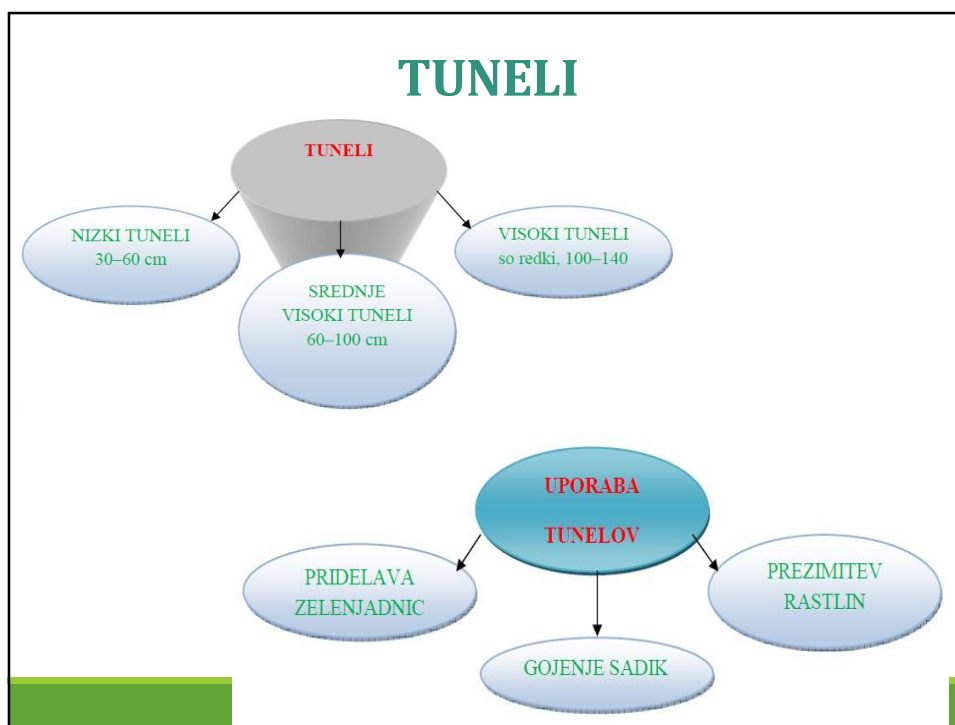 TUNELI
TUNELI
NIZKI TUNELI
30–60 cm
SREDNJE
VISOKI TUNELI
60–100 cm
VISOKI TUNELI
so redki, 100–140
UPORABA
TUNELOV
PRIDELAVA
ZELENJADNIC
GOJENJE SADIK
PREZIMITEV
RASTLIN